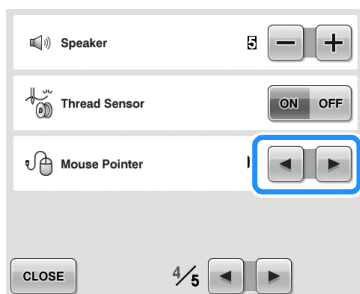 Speaker 5 − +
Thread Sensor ON OFF
Mouse Pointer
CLOSE 4/5